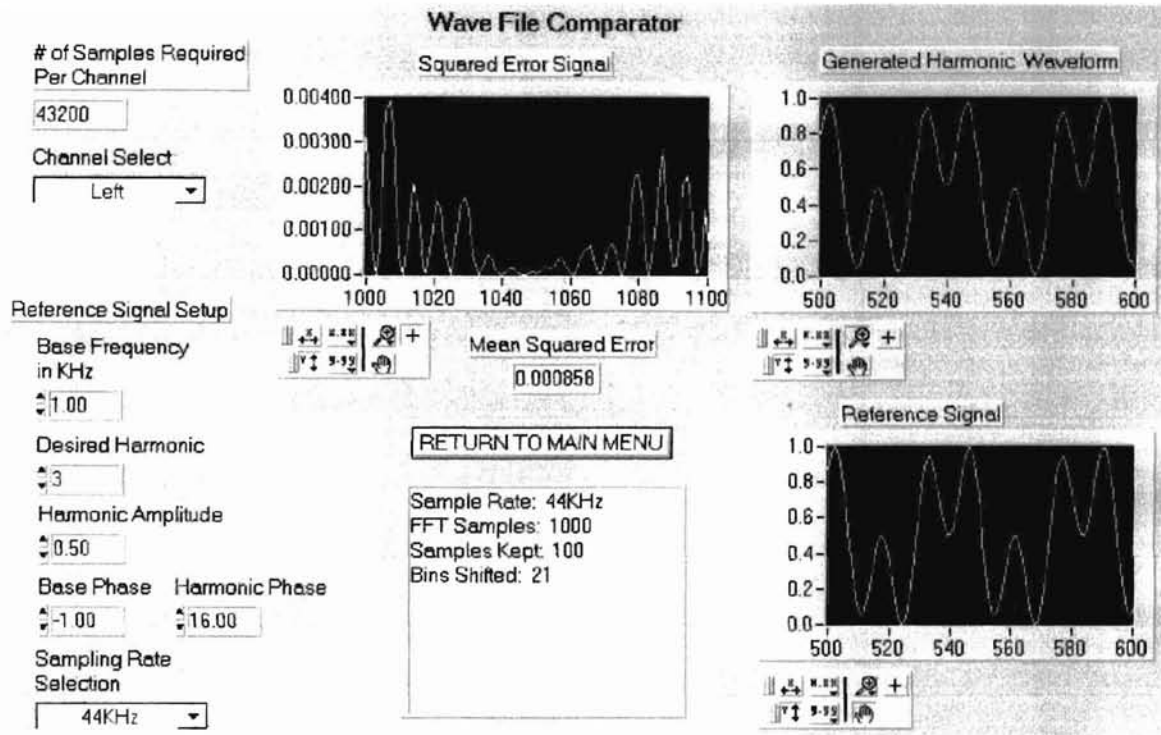 Wave File Comparator
# of Samples Required
Per Channel
43200
Channel Select
Left
Squared Error Signal
0.00400
0.00300
0.00200
0.00100
0.00000
1000 1020 1040 1060 1080 1100
Mean Squared Error
0.000858
Generated Harmonic Waveform
1.0
0.8
0.6
0.4
0.2
0.0
500 520 540 560 580 600
Reference Signal Setup
Base Frequency
in KHz
1.00
Desired Harmonic
3
Harmonic Amplitude
0.50
Base Phase Harmonic Phase
-1.00 16.00
Sampling Rate
Selection
44KHz
RETURN TO MAIN MENU
Sample Rate: 44KHz
FFT Samples: 1000
Samples Kept: 100
Bins Shifted: 21
Reference Signal
1.0
0.8
0.6
0.4
0.2
0.0
500 520 540 560 580 600